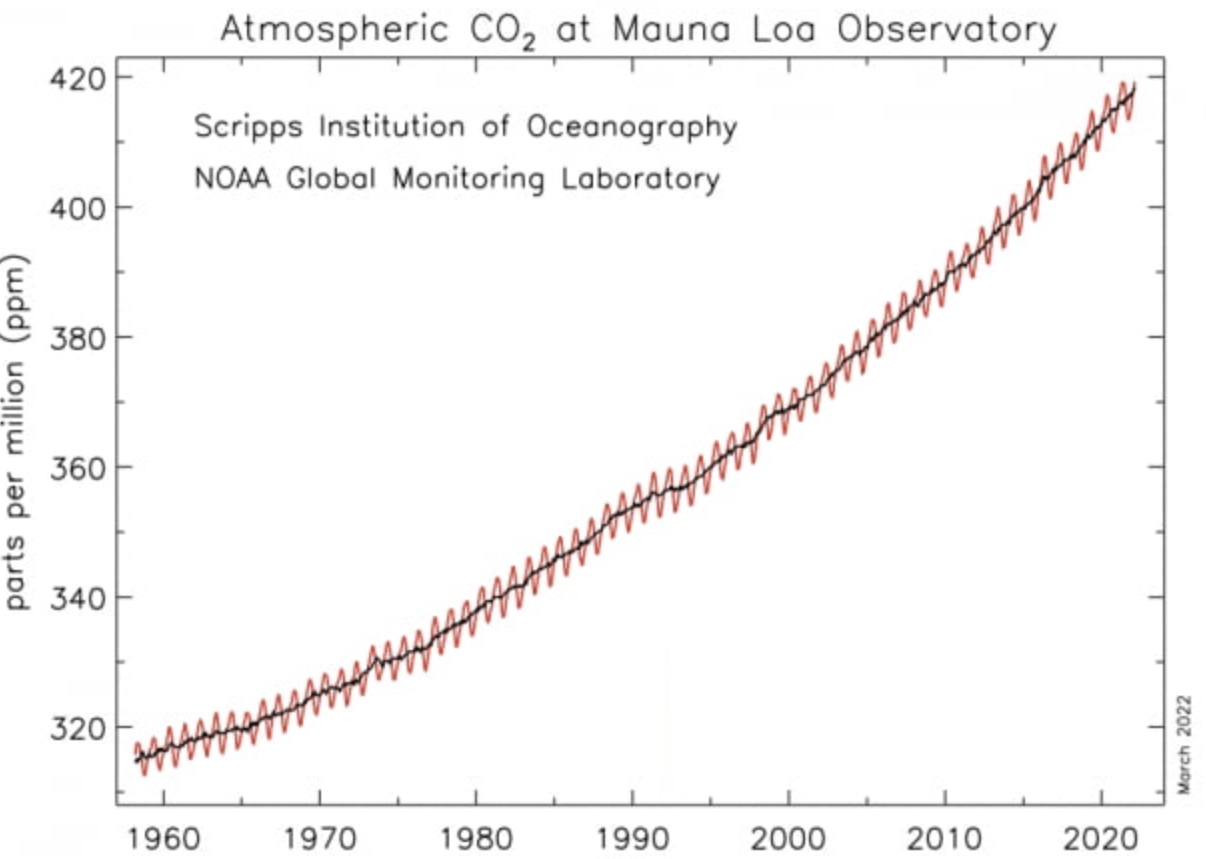 Atmospheric CO₂ at Mauna Loa Observatory
Scripps Institution of Oceanography
NOAA Global Monitoring Laboratory
parts per million (ppm)
420
400
380
360
340
320
1960 1970 1980 1990 2000 2010 2020
March 2022